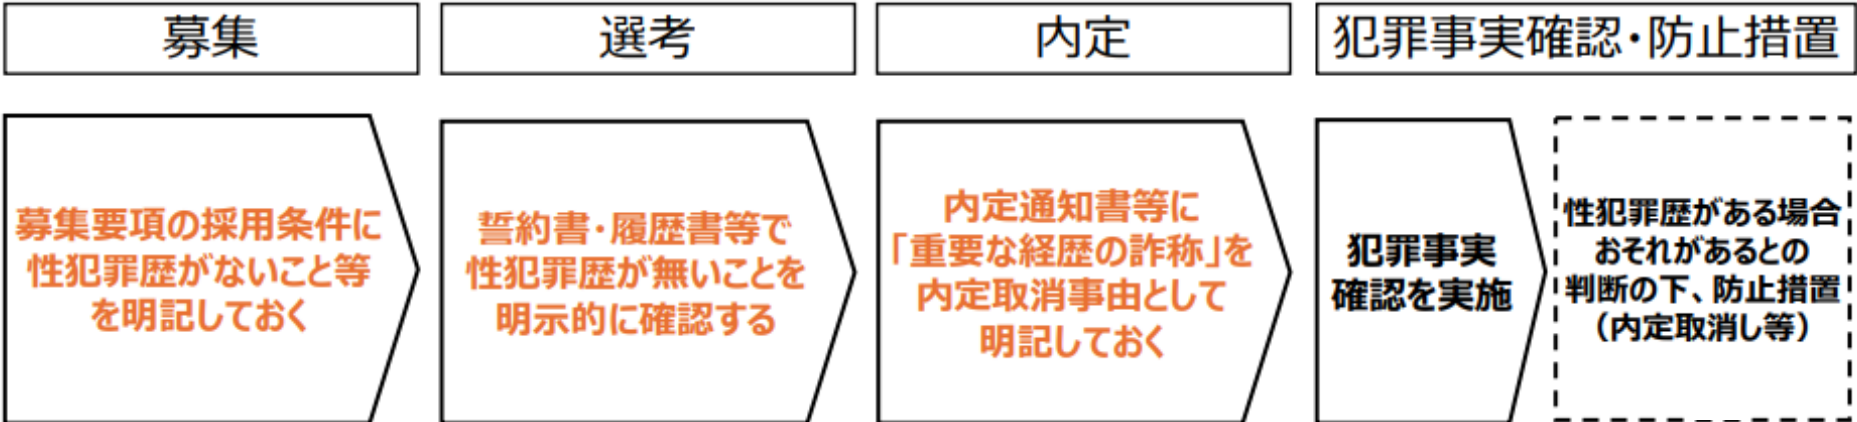 募集
選考
内定
犯罪事実確認・防止措置
募集要項の採用条件に
性犯罪歴がないこと等
を明記しておく
誓約書・履歴書等で
性犯罪歴が無いことを
明示的に確認する
内定通知書等に
「重要な経歴の詐称」を
内定取消事由として
明記しておく
犯罪事実
確認を実施
性犯罪歴がある場合
おそれがあるとの
判断の下、防止措置
（内定取消し等）